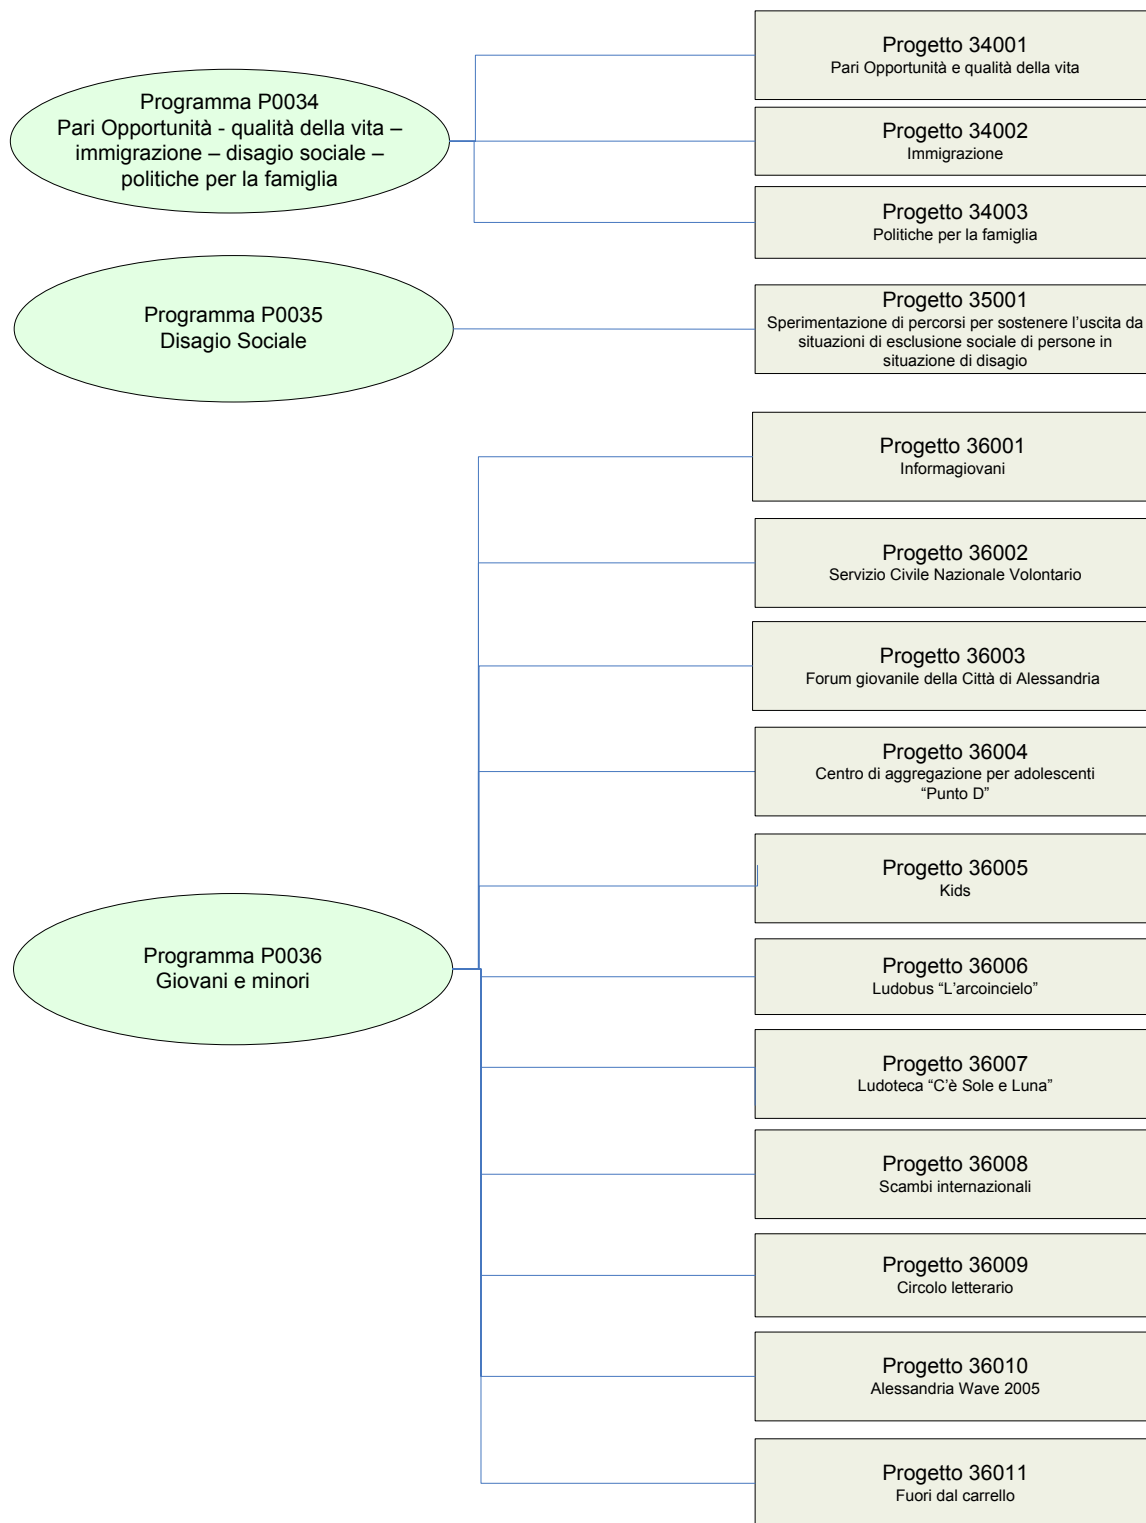 Programma P0034
Pari Opportunità - qualità della vita –
immigrazione – disagio sociale –
politiche per la famiglia
Progetto 34001
Pari Opportunità e qualità della vita
Progetto 34002
Immigrazione
Progetto 34003
Politiche per la famiglia
Programma P0035
Disagio Sociale
Progetto 35001
Sperimentazione di percorsi per sostenere l’uscita da
situazioni di esclusione sociale di persone in
situazione di disagio
Programma P0036
Giovani e minori
Progetto 36001
Informagiovani
Progetto 36002
Servizio Civile Nazionale Volontario
Progetto 36003
Forum giovanile della Città di Alessandria
Progetto 36004
Centro di aggregazione per adolescenti
“Punto D”
Progetto 36005
Kids
Progetto 36006
Ludobus “L’arcoincielo”
Progetto 36007
Ludoteca “C’è Sole e Luna”
Progetto 36008
Scambi internazionali
Progetto 36009
Circolo letterario
Progetto 36010
Alessandria Wave 2005
Progetto 36011
Fuori dal carrello